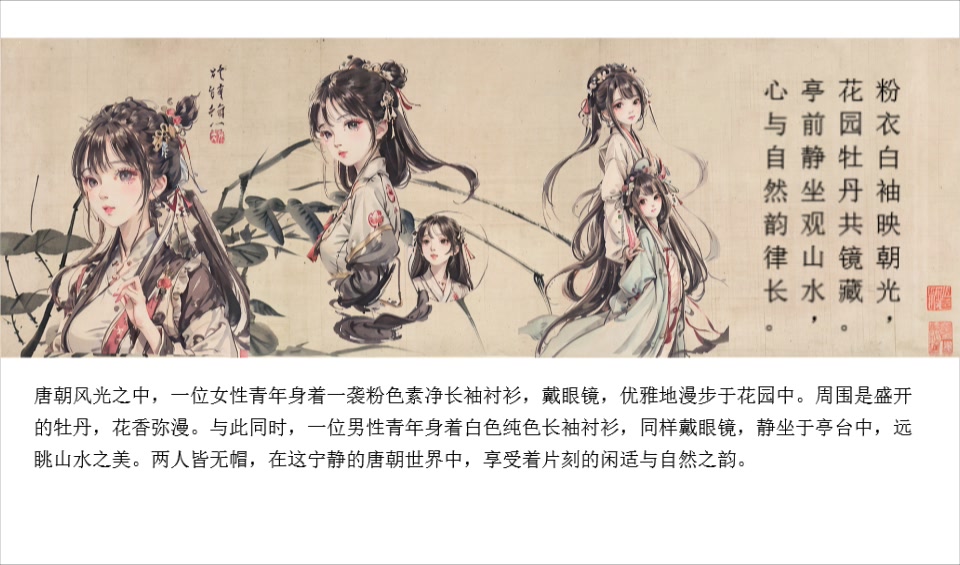 粉衣白袖映朝光，
花园牡丹共镜藏。
亭前静坐观山水，
心与自然韵律长。
唐朝风光之中，一位女性青年身着一袭粉色素净长袖衬衫，戴眼镜，优雅地漫步于花园中。周围是盛开
的牡丹，花香弥漫。与此同时，一位男性青年身着白色纯色长袖衬衫，同样戴眼镜，静坐于亭台中，远
眺山水之美。两人皆无帽，在这宁静的唐朝世界中，享受着片刻的闲适与自然之韵。